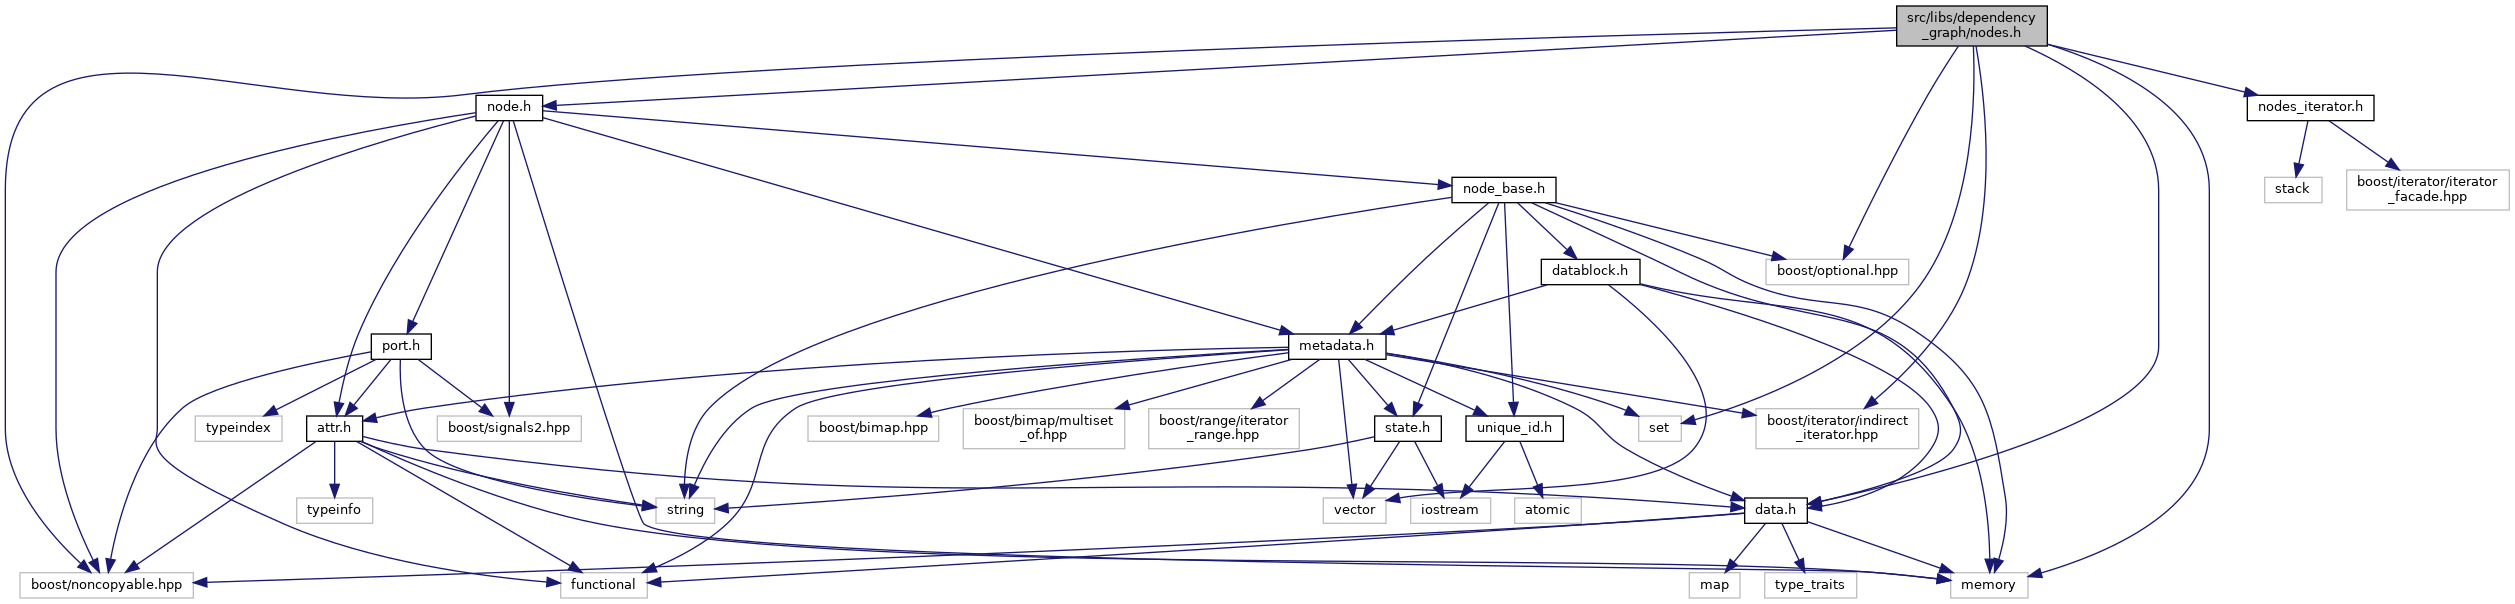 src/libs/dependency
_graph/nodes.h
node.h
nodes_iterator.h
node_base.h
stack
boost/iterator/iterator
_facade.hpp
datablock.h
boost/optional.hpp
port.h
metadata.h
typeindex
attr.h
boost/signals2.hpp
boost/bimap.hpp
boost/bimap/multiset
_of.hpp
boost/range/iterator
_range.hpp
state.h
unique_id.h
set
boost/iterator/indirect
_iterator.hpp
typeinfo
string
vector
iostream
atomic
data.h
boost/noncopyable.hpp
functional
map
type_traits
memory